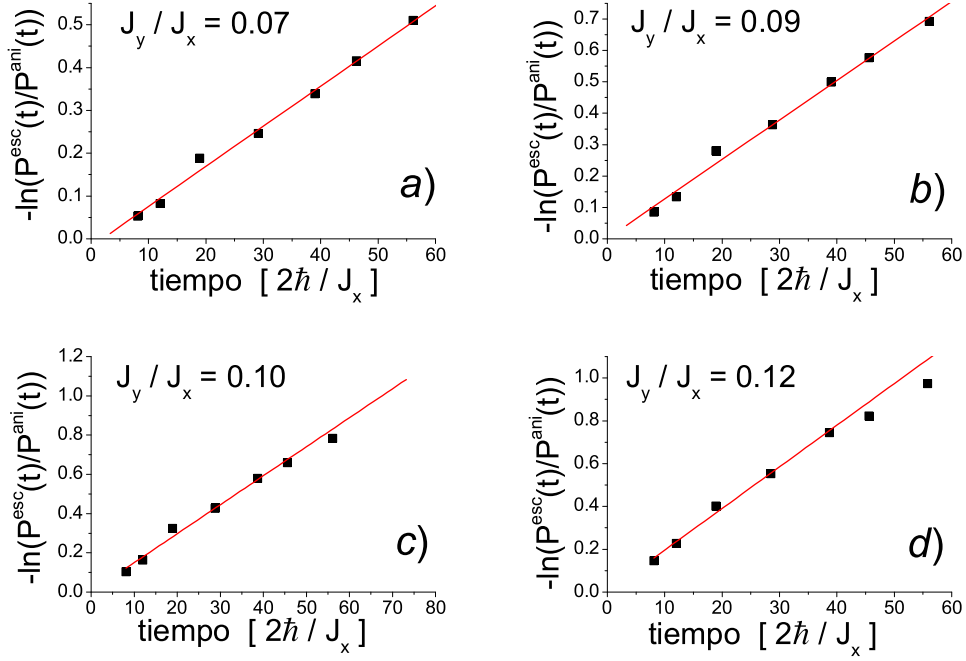 J_y / J_x = 0.07
-ln(P^esc(t)/P^ani(t))
0.5
0.4
0.3
0.2
0.1
0.0
0 10 20 30 40 50 60
tiempo [ 2ħ / J_x ]
a)
J_y / J_x = 0.09
-ln(P^esc(t)/P^ani(t))
0.7
0.6
0.5
0.4
0.3
0.2
0.1
0.0
0 10 20 30 40 50 60
tiempo [ 2ħ / J_x ]
b)
J_y / J_x = 0.10
-ln(P^esc(t)/P^ani(t))
1.2
1.0
0.8
0.6
0.4
0.2
0.0
0 10 20 30 40 50 60 70 80
tiempo [ 2ħ / J_x ]
c)
J_y / J_x = 0.12
-ln(P^esc(t)/P^ani(t))
1.0
0.8
0.6
0.4
0.2
0.0
0 10 20 30 40 50 60
tiempo [ 2ħ / J_x ]
d)